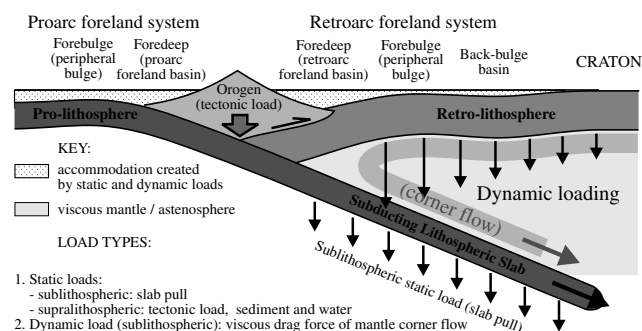 Proarc foreland system
Retroarc foreland system
Forebulge
(peripheral
bulge)
Foredeep
(proarc
foreland basin)
Foredeep
(retroarc
foreland basin)
Forebulge
(peripheral
bulge)
Back-bulge
basin
CRATON
Orogen
(tectonic load)
Pro-lithosphere
Retro-lithosphere
KEY:
accommodation created
by static and dynamic loads
viscous mantle / astenosphere
LOAD TYPES:
Dynamic loading
(corner flow)
Subducting Lithospheric Slab
Sublithospheric static load (slab pull)
1. Static loads:
- sublithospheric: slab pull
- supralithospheric: tectonic load, sediment and water
2. Dynamic load (sublithospheric): viscous drag force of mantle corner flow